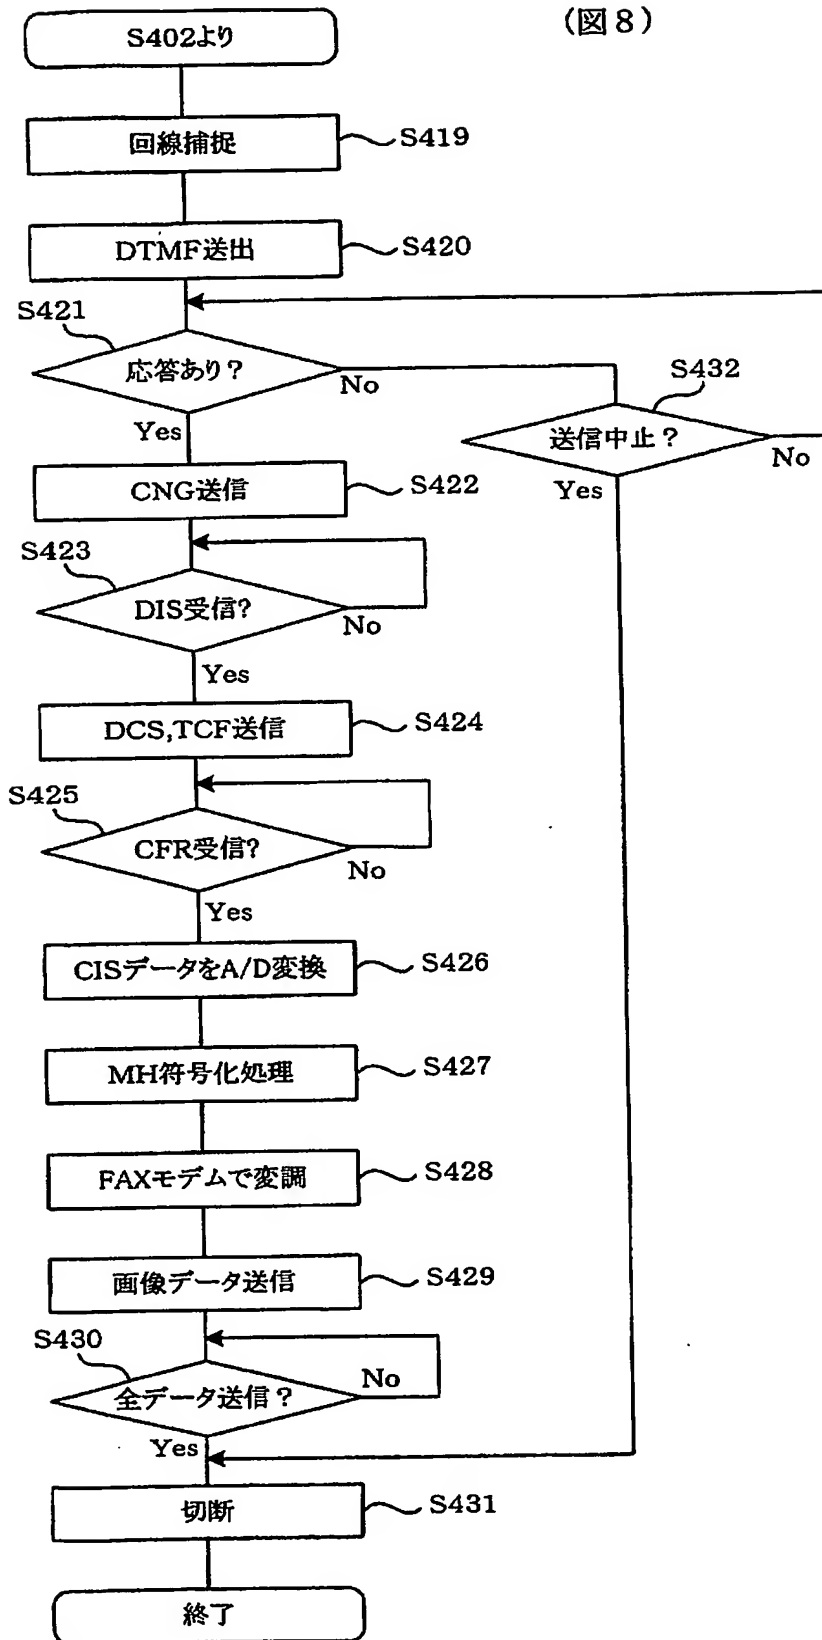 (図8)
S402より
回線捕捉
S419
DTMF送出
S420
S421
応答あり?
No
Yes
S432
送信中止?
No
Yes
CNG送信
S422
S423
DIS受信?
No
Yes
DCS,TCF送信
S424
S425
CFR受信?
No
Yes
CISデータをA/D変換
S426
MH符号化処理
S427
FAXモデムで変調
S428
画像データ送信
S429
S430
全データ送信?
No
Yes
切断
S431
終了